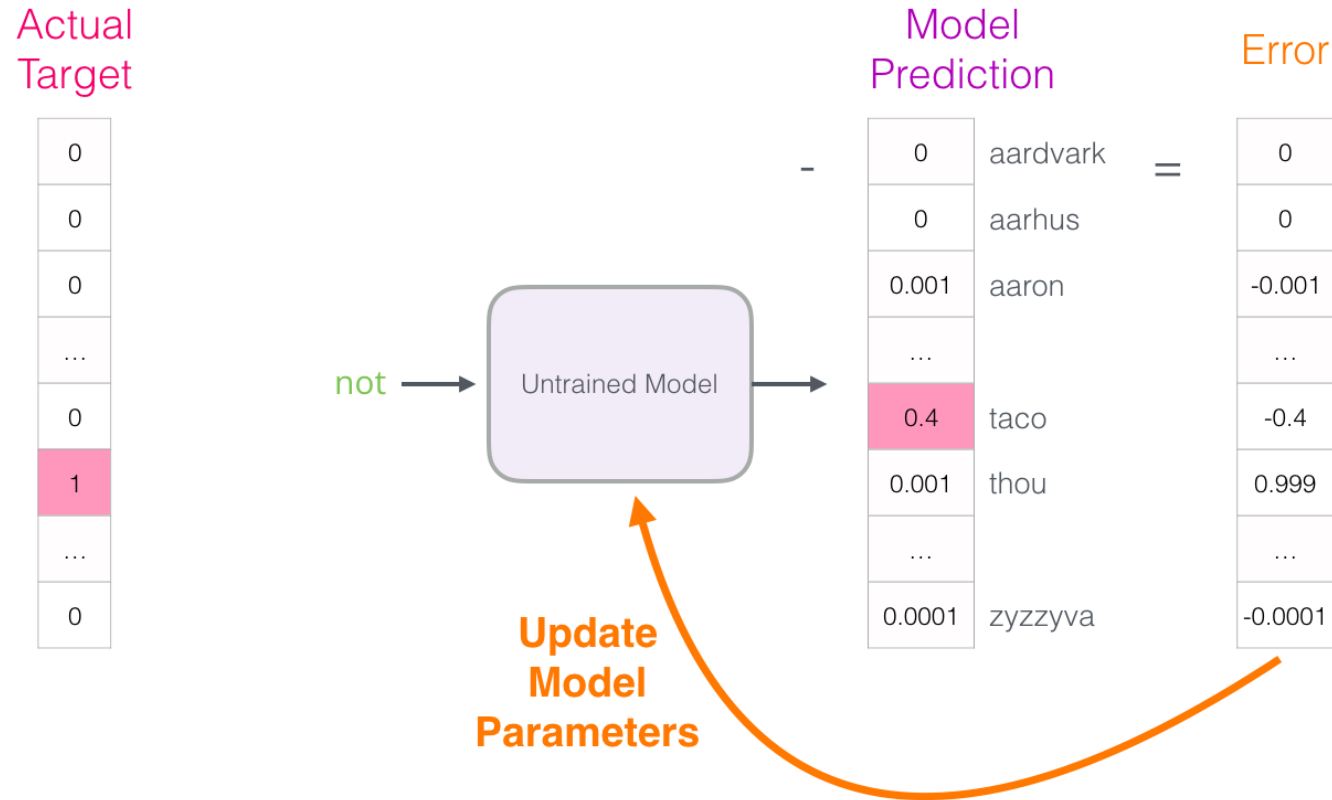 Actual
Target
Model
Prediction
Error
0
0
0
...
0
1
...
0
not
Untrained Model
-
0 aardvark
0 aarhus
0.001 aaron
...
0.4 taco
0.001 thou
...
0.0001 zyzzyva
=
0
0
-0.001
...
-0.4
0.999
...
-0.0001
Update
Model
Parameters